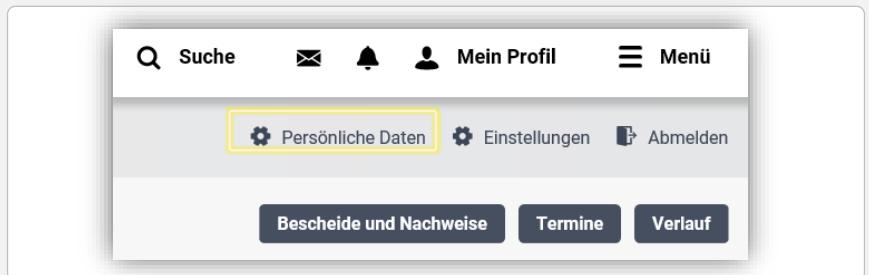 Suche Mein Profil Menü
Persönliche Daten Einstellungen Abmelden
Bescheide und Nachweise Termine Verlauf